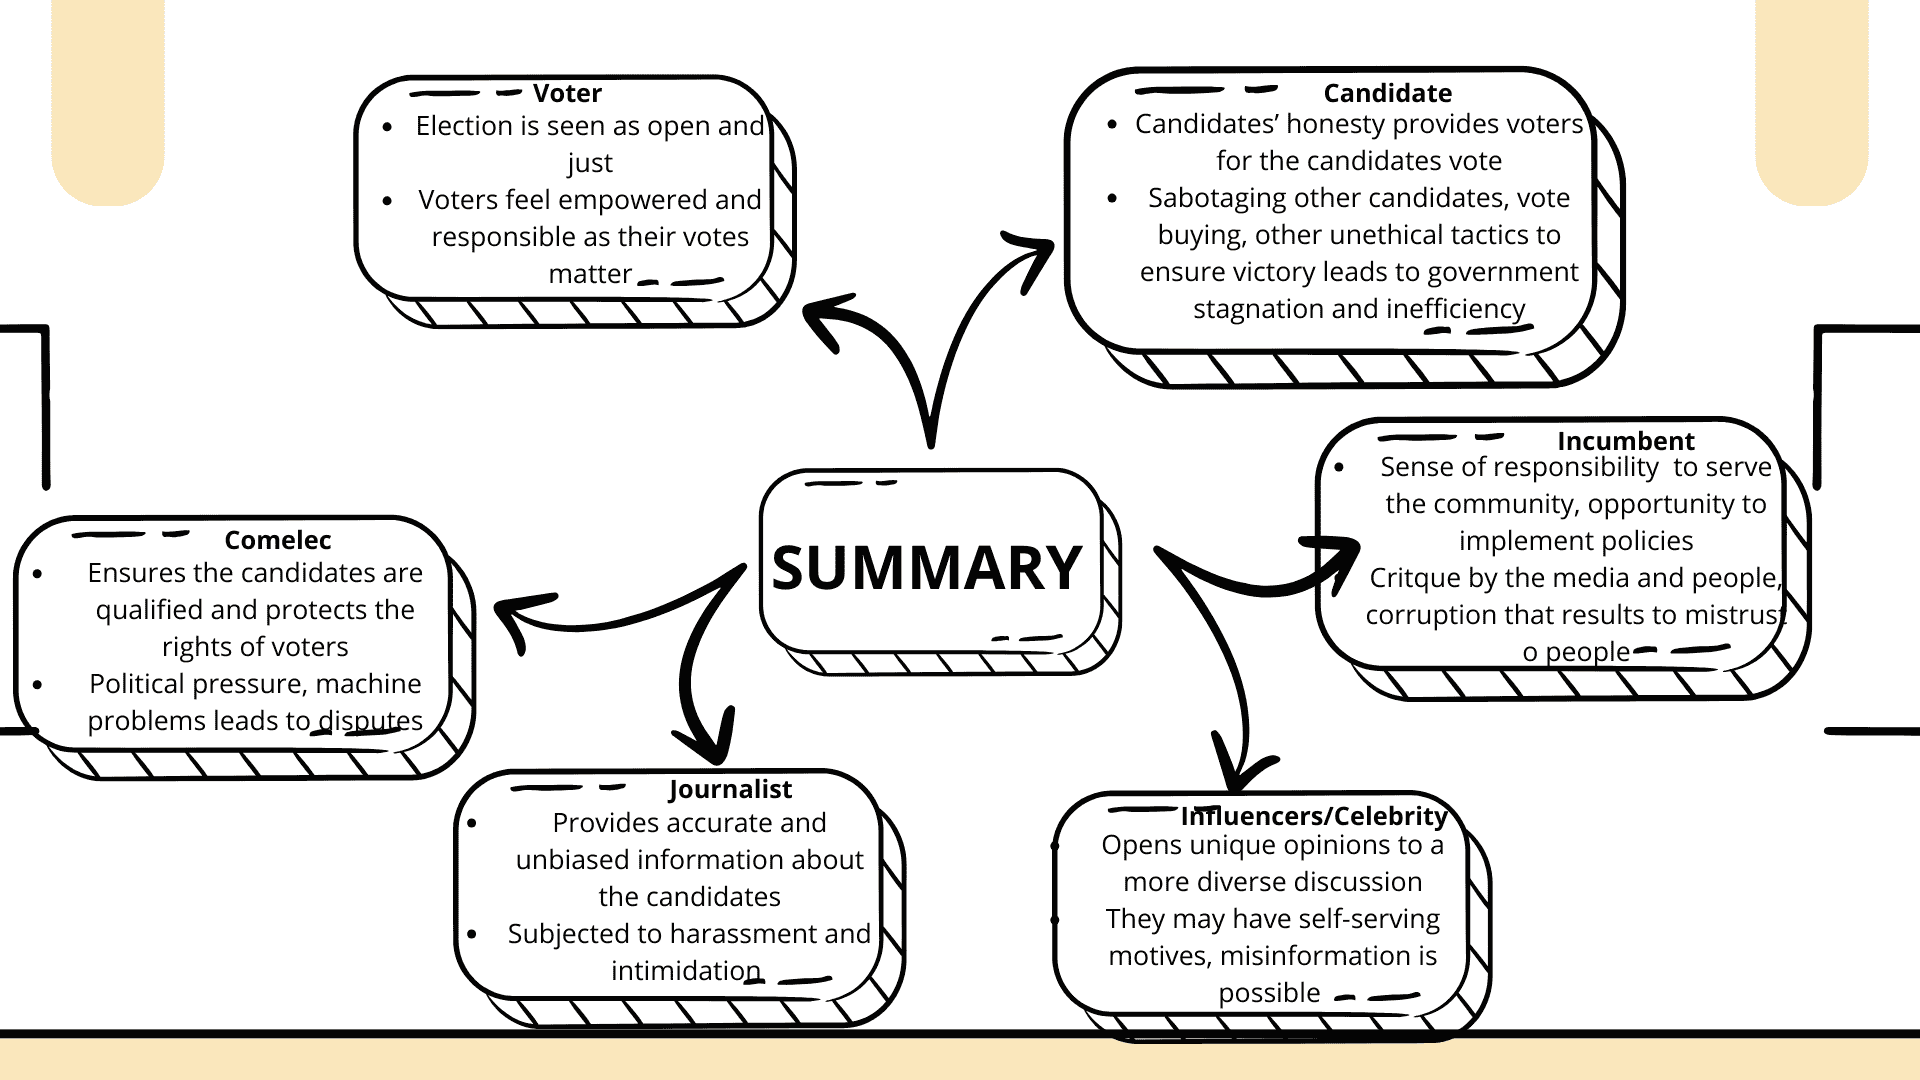 Voter
• Election is seen as open and
just
• Voters feel empowered and
responsible as their votes
matter
Candidate
• Candidates’ honesty provides voters
for the candidates vote
• Sabotaging other candidates, vote
buying, other unethical tactics to
ensure victory leads to government
stagnation and inefficiency
Incumbent
• Sense of responsibility to serve
the community, opportunity to
implement policies
• Critque by the media and people,
corruption that results to mistrust
o people
SUMMARY
Comelec
• Ensures the candidates are
qualified and protects the
rights of voters
• Political pressure, machine
problems leads to disputes
Journalist
• Provides accurate and
unbiased information about
the candidates
• Subjected to harassment and
intimidation
Influencers/Celebrity
• Opens unique opinions to a
more diverse discussion
• They may have self-serving
motives, misinformation is
possible